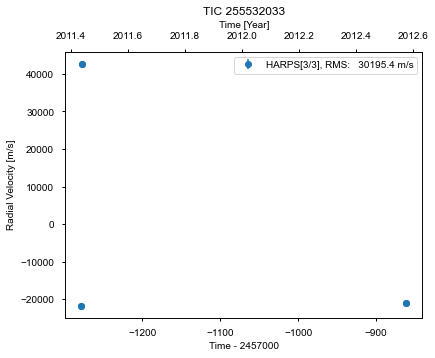 TIC 255532033
Time [Year]
2011.4 2011.6 2011.8 2012.0 2012.2 2012.4 2012.6
HARPS[3/3], RMS: 30195.4 m/s
40000
30000
20000
10000
0
−10000
−20000
Radial Velocity [m/s]
−1200 −1100 −1000 −900
Time - 2457000